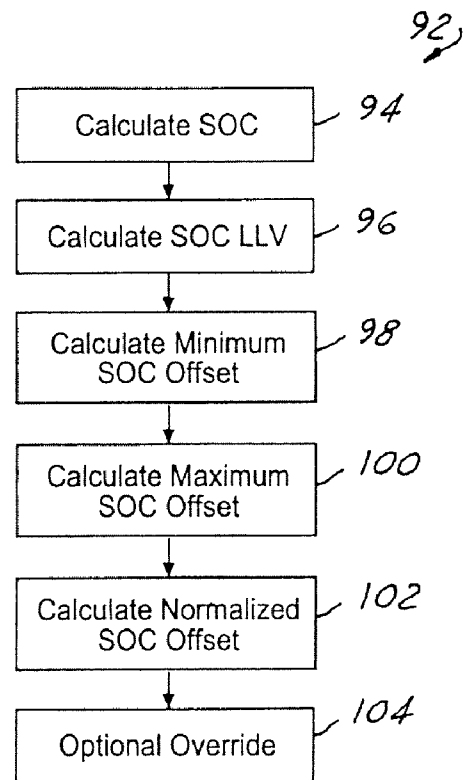 92
Calculate SOC
94
Calculate SOC LLV
96
Calculate Minimum
SOC Offset
98
Calculate Maximum
SOC Offset
100
Calculate Normalized
SOC Offset
102
Optional Override
104